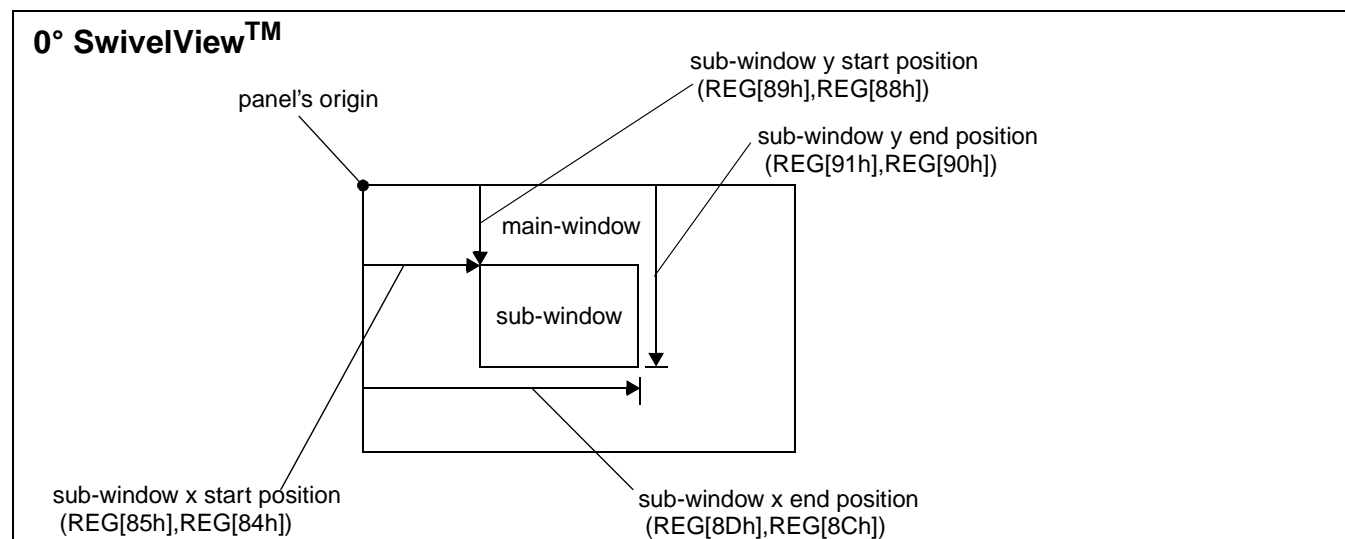 0° SwivelViewTM
sub-window y start position
(REG[89h],REG[88h])
panel's origin
sub-window y end position
(REG[91h],REG[90h])
main-window
sub-window
sub-window x start position
(REG[85h],REG[84h])
sub-window x end position
(REG[8Dh],REG[8Ch])